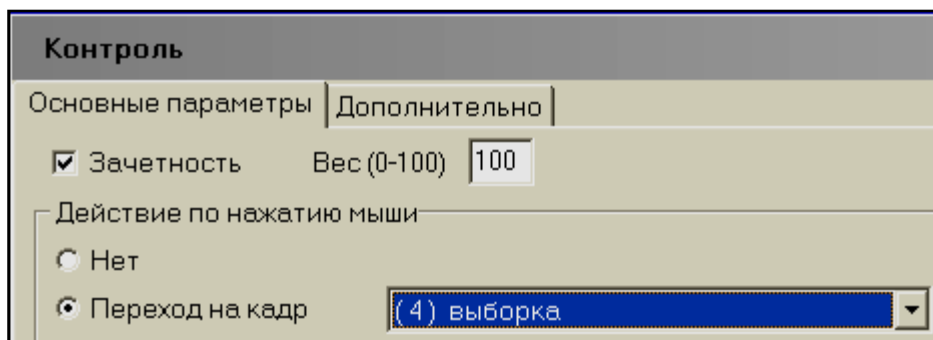 Контроль
Основные параметры Дополнительно
Зачетность Вес (0-100) 100
Действие по нажатию мыши
Нет
Переход на кадр (4) выборка